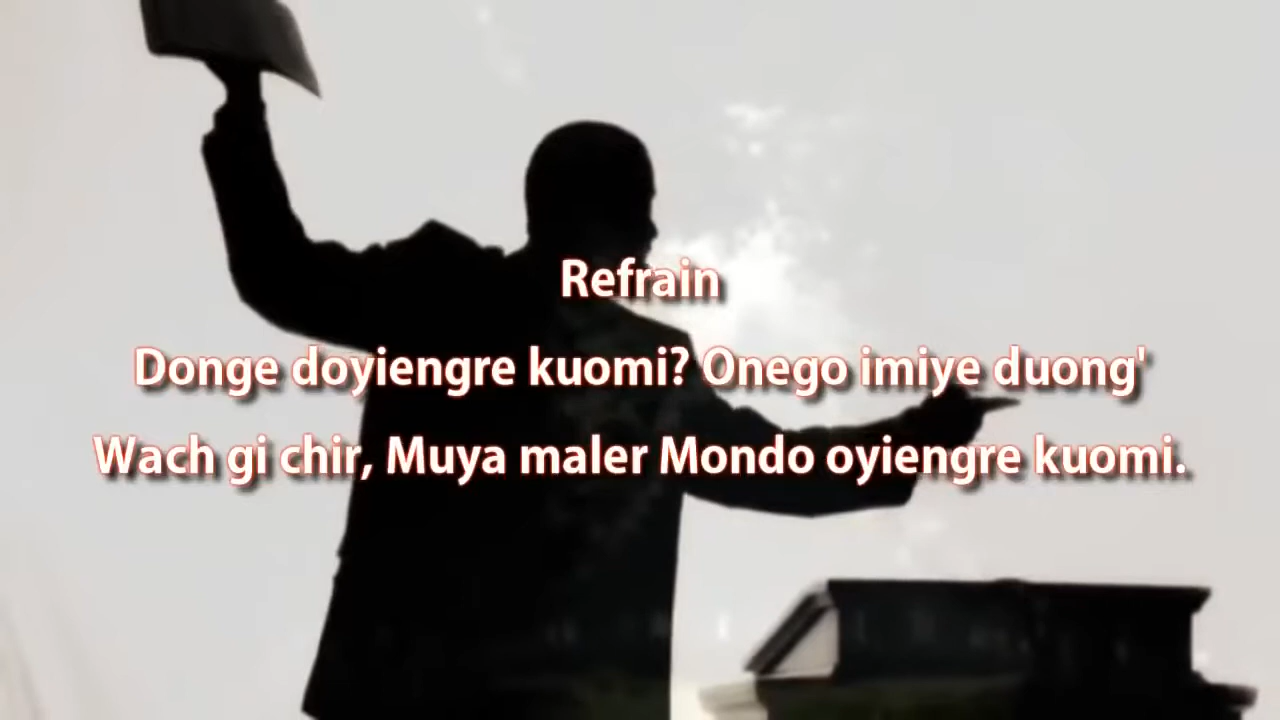 Refrain
Donge doyiengre kuomi? Onego imiye duong'
Wach gi chir, Muya maler Mondo oyiengre kuomi.